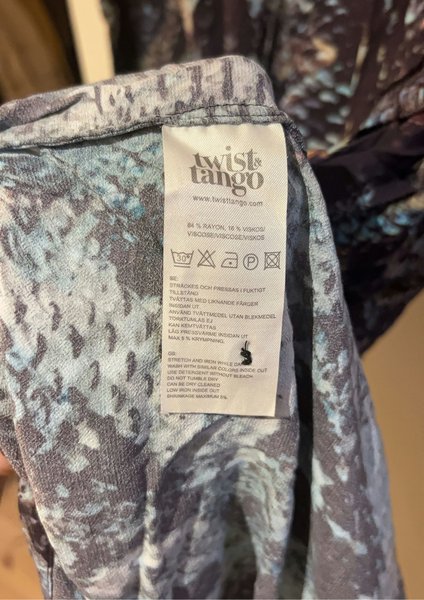 twist&
tango
www.twisttango.com
84 % RAYON, 16 % VISKOS/
VISCOSE/VISCOSE/VISKOS
30°
P
SE:
STRÄCKES OCH PRESSAS I FUKTIGT
TILLSTÅND
TVÄTTAS MED LIKNANDE FÄRGER
INSIDAN UT
ANVÄND TVÄTTMEDEL UTAN BLEKMEDEL
TORKTUMLAS EJ
KAN KEMTVÄTTAS
LÅG PRESSVÄRME INSIDAN UT
MAX 5 % KRYMPNING.
GB:
STRETCH AND IRON WHILE
WASH WITH SIMILAR COLORS INSIDE OUT
USE DETERGENT WITHOUT BLEACH
DO NOT TUMBLE DRY
CAN BE DRY CLEANED
LOW IRON INSIDE OUT
SHRINKAGE MAXIMUM 5%